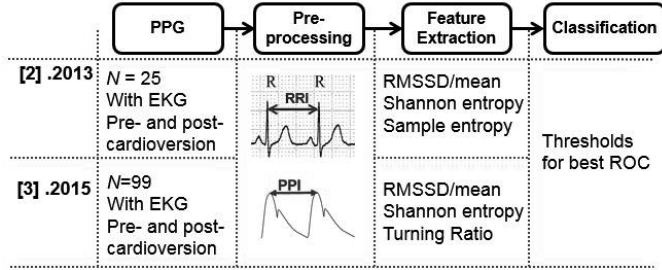 PPG
Pre-
processing
Feature
Extraction
Classification
[2] .2013
N = 25
With EKG
Pre- and post-
cardioversion
R R
RRI
RMSSD/mean
Shannon entropy
Sample entropy
Thresholds
for best ROC
[3] .2015
N=99
With EKG
Pre- and post-
cardioversion
PPI
RMSSD/mean
Shannon entropy
Turning Ratio